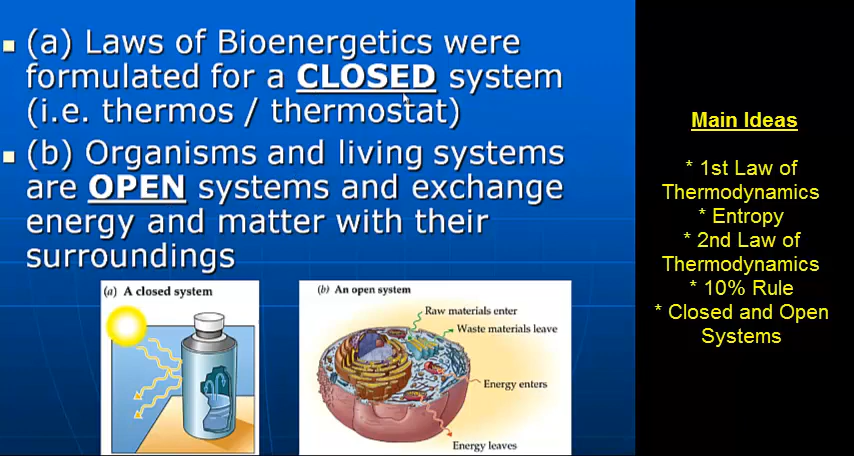 (a) Laws of Bioenergetics were
formulated for a CLOSED system
(i.e. thermos / thermostat)
(b) Organisms and living systems
are OPEN systems and exchange
energy and matter with their
surroundings
(a) A closed system
(b) An open system
Raw materials enter
Waste materials leave
Energy enters
Energy leaves
Main Ideas
* 1st Law of
Thermodynamics
* Entropy
* 2nd Law of
Thermodynamics
* 10% Rule
* Closed and Open
Systems